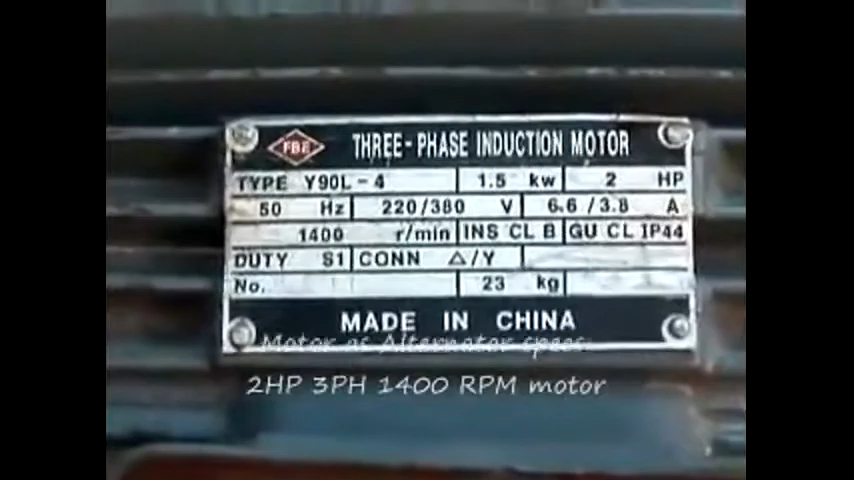 FBE THREE-PHASE INDUCTION MOTOR
TYPE Y90L-4 1.5 kw 2 HP
50 Hz 220/380 V 6.6/3.8 A
1400 r/min INS CL B GU CL IP44
DUTY S1 CONN △/Y
No. 23 kg
MADE IN CHINA
Motor as Alternator specs:
2HP 3PH 1400 RPM motor